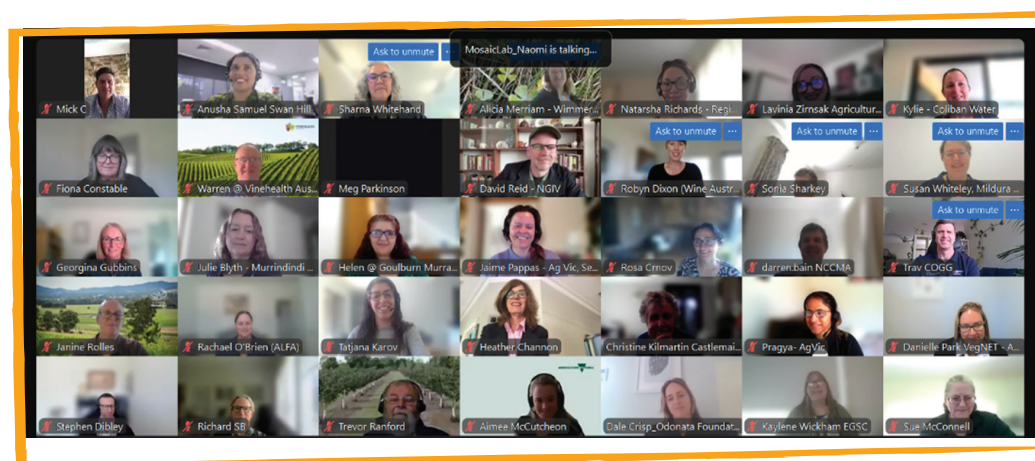 Ask to unmute
MosaicLab_Naomi is talking...
Mick C
Anusha Samuel Swan Hill
Sharna Whitehand
Alicia Merriam - Wimmer...
Natarsha Richards - Regi...
Lavinia Zirnsak Agricultur...
Kylie - Coliban Water
Ask to unmute
Ask to unmute
Ask to unmute
Fiona Constable
Warren @ Vinehealth Aus...
Meg Parkinson
David Reid - NGIV
Robyn Dixon (Wine Austr...
Sonia Sharkey
Susan Whiteley, Mildura ...
Ask to unmute
Georgina Gubbins
Julie Blyth - Murrindindi ...
Helen @ Goulburn Murra...
Jaime Pappas - Ag Vic, Se...
Rosa Crnov
darren.bain NCCMA
Trav COGG
Janine Rolles
Rachael O'Brien (ALFA)
Tatjana Karov
Heather Channon
Christine Kilmartin Castlemai...
Pragya- AgVic
Danielle Park VegNET - A...
Stephen Dibley
Richard SB
Trevor Ranford
Aimee McCutcheon
Dale Crisp_Odonata Foundat...
Kaylene Wickham EGSC
Sue McConnell